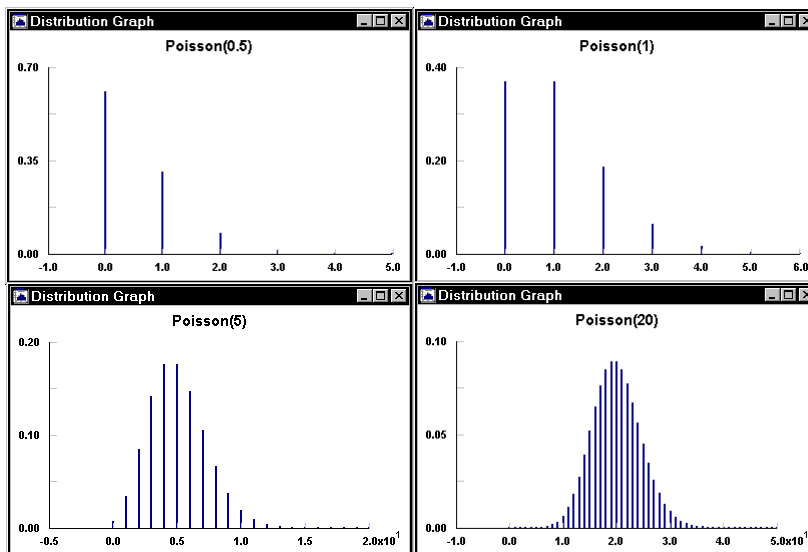 Distribution Graph
Poisson(0.5)
0.70
0.35
0.00
-1.0 0.0 1.0 2.0 3.0 4.0 5.0
Distribution Graph
Poisson(1)
0.40
0.20
0.00
-1.0 0.0 1.0 2.0 3.0 4.0 5.0 6.0
Distribution Graph
Poisson(5)
0.20
0.10
0.00
-0.5 0.0 0.5 1.0 1.5 2.0x10^1
Distribution Graph
Poisson(20)
0.10
0.05
0.00
-1.0 0.0 1.0 2.0 3.0 4.0 5.0x10^1